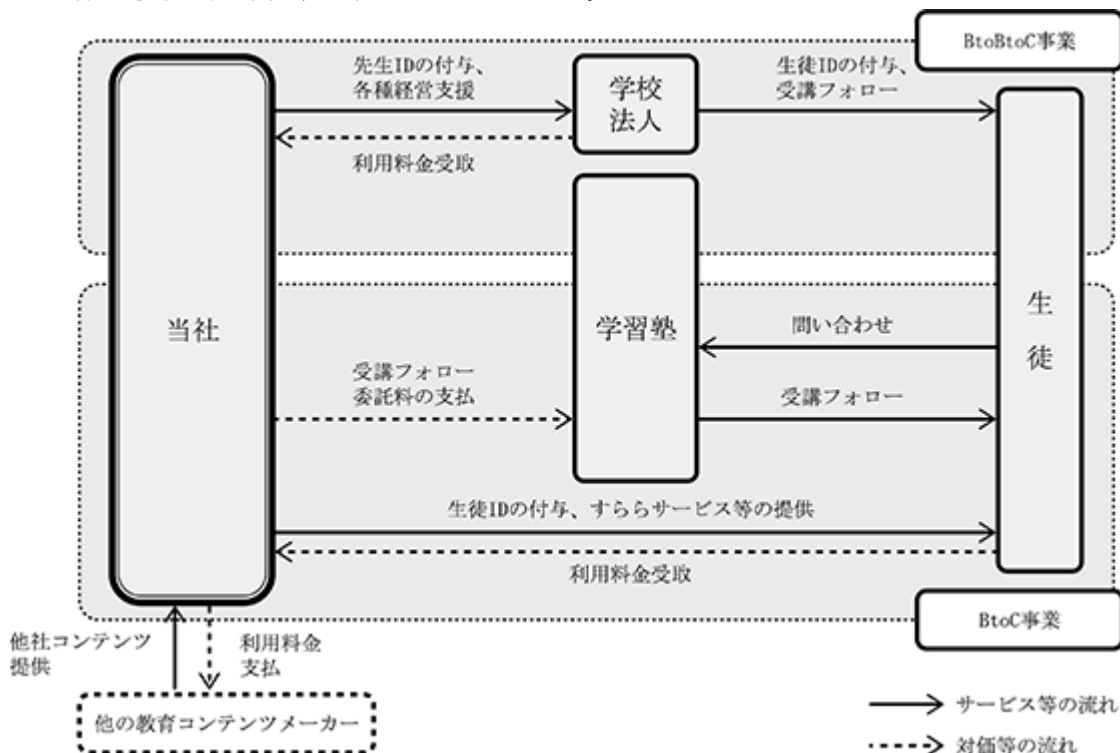 BtoBtoC事業
先生IDの付与、
各種経営支援
学校
法人
生徒IDの付与、
受講フォロー
利用料金受取
当社
学習塾
生
徒
問い合わせ
受講フォロー
委託料の支払
受講フォロー
生徒IDの付与、すららサービス等の提供
利用料金受取
BtoC事業
他社コンテンツ
提供
利用料金
支払
他の教育コンテンツメーカー
サービス等の流れ
対価等の流れ